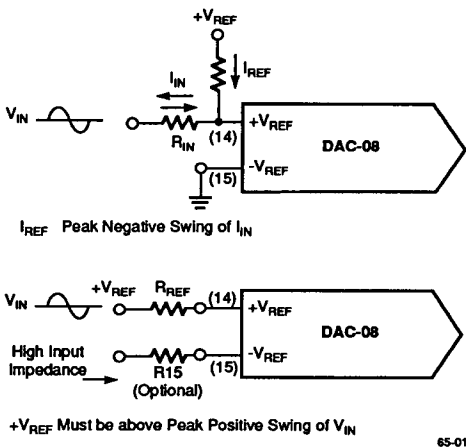 +VREF
IREF
IIN
VIN
RIN
(14)
+VREF
DAC-08
(15)
-VREF
IREF Peak Negative Swing of IIN
VIN
+VREF
RREF
(14)
+VREF
DAC-08
High Input
Impedance
R15
(Optional)
(15)
-VREF
+VREF Must be above Peak Positive Swing of VIN
65-01